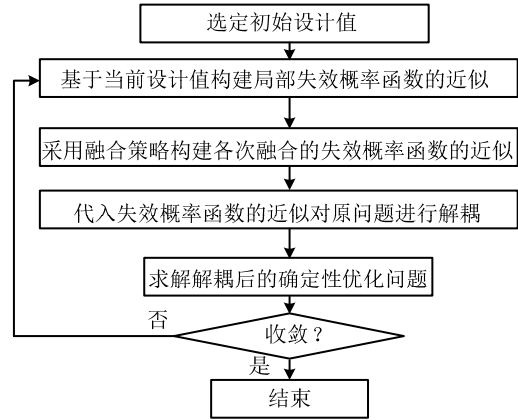 选定初始设计值
基于当前设计值构建局部失效概率函数的近似
采用融合策略构建各次融合的失效概率函数的近似
代入失效概率函数的近似对原问题进行解耦
求解解耦后的确定性优化问题
否
收敛？
是
结束